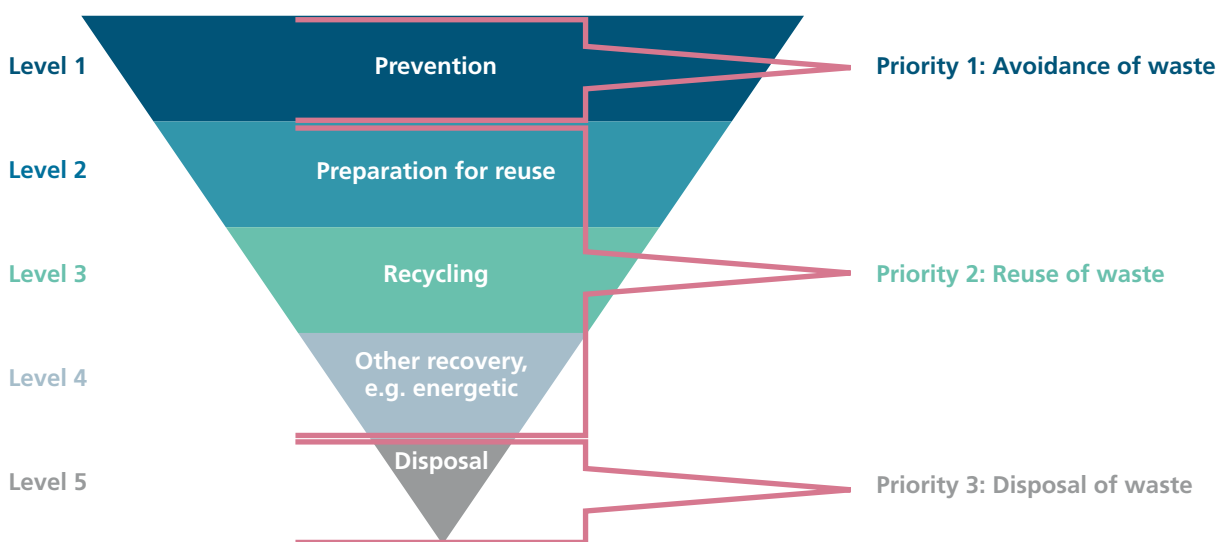 Level 1
Prevention
Priority 1: Avoidance of waste
Level 2
Preparation for reuse
Level 3
Recycling
Priority 2: Reuse of waste
Level 4
Other recovery,
e.g. energetic
Level 5
Disposal
Priority 3: Disposal of waste